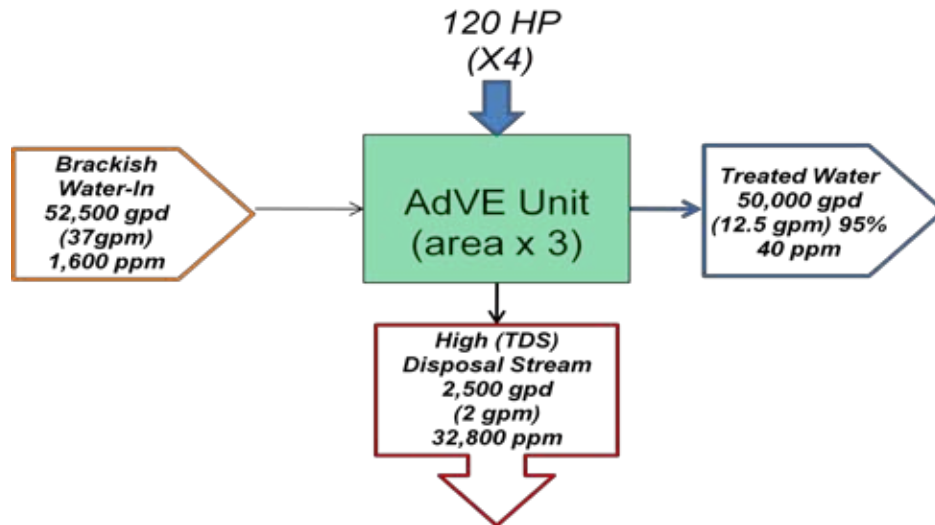 120 HP
(X4)
Brackish
Water-In
52,500 gpd
(37gpm)
1,600 ppm
AdVE Unit
(area x 3)
Treated Water
50,000 gpd
(12.5 gpm) 95%
40 ppm
High (TDS)
Disposal Stream
2,500 gpd
(2 gpm)
32,800 ppm